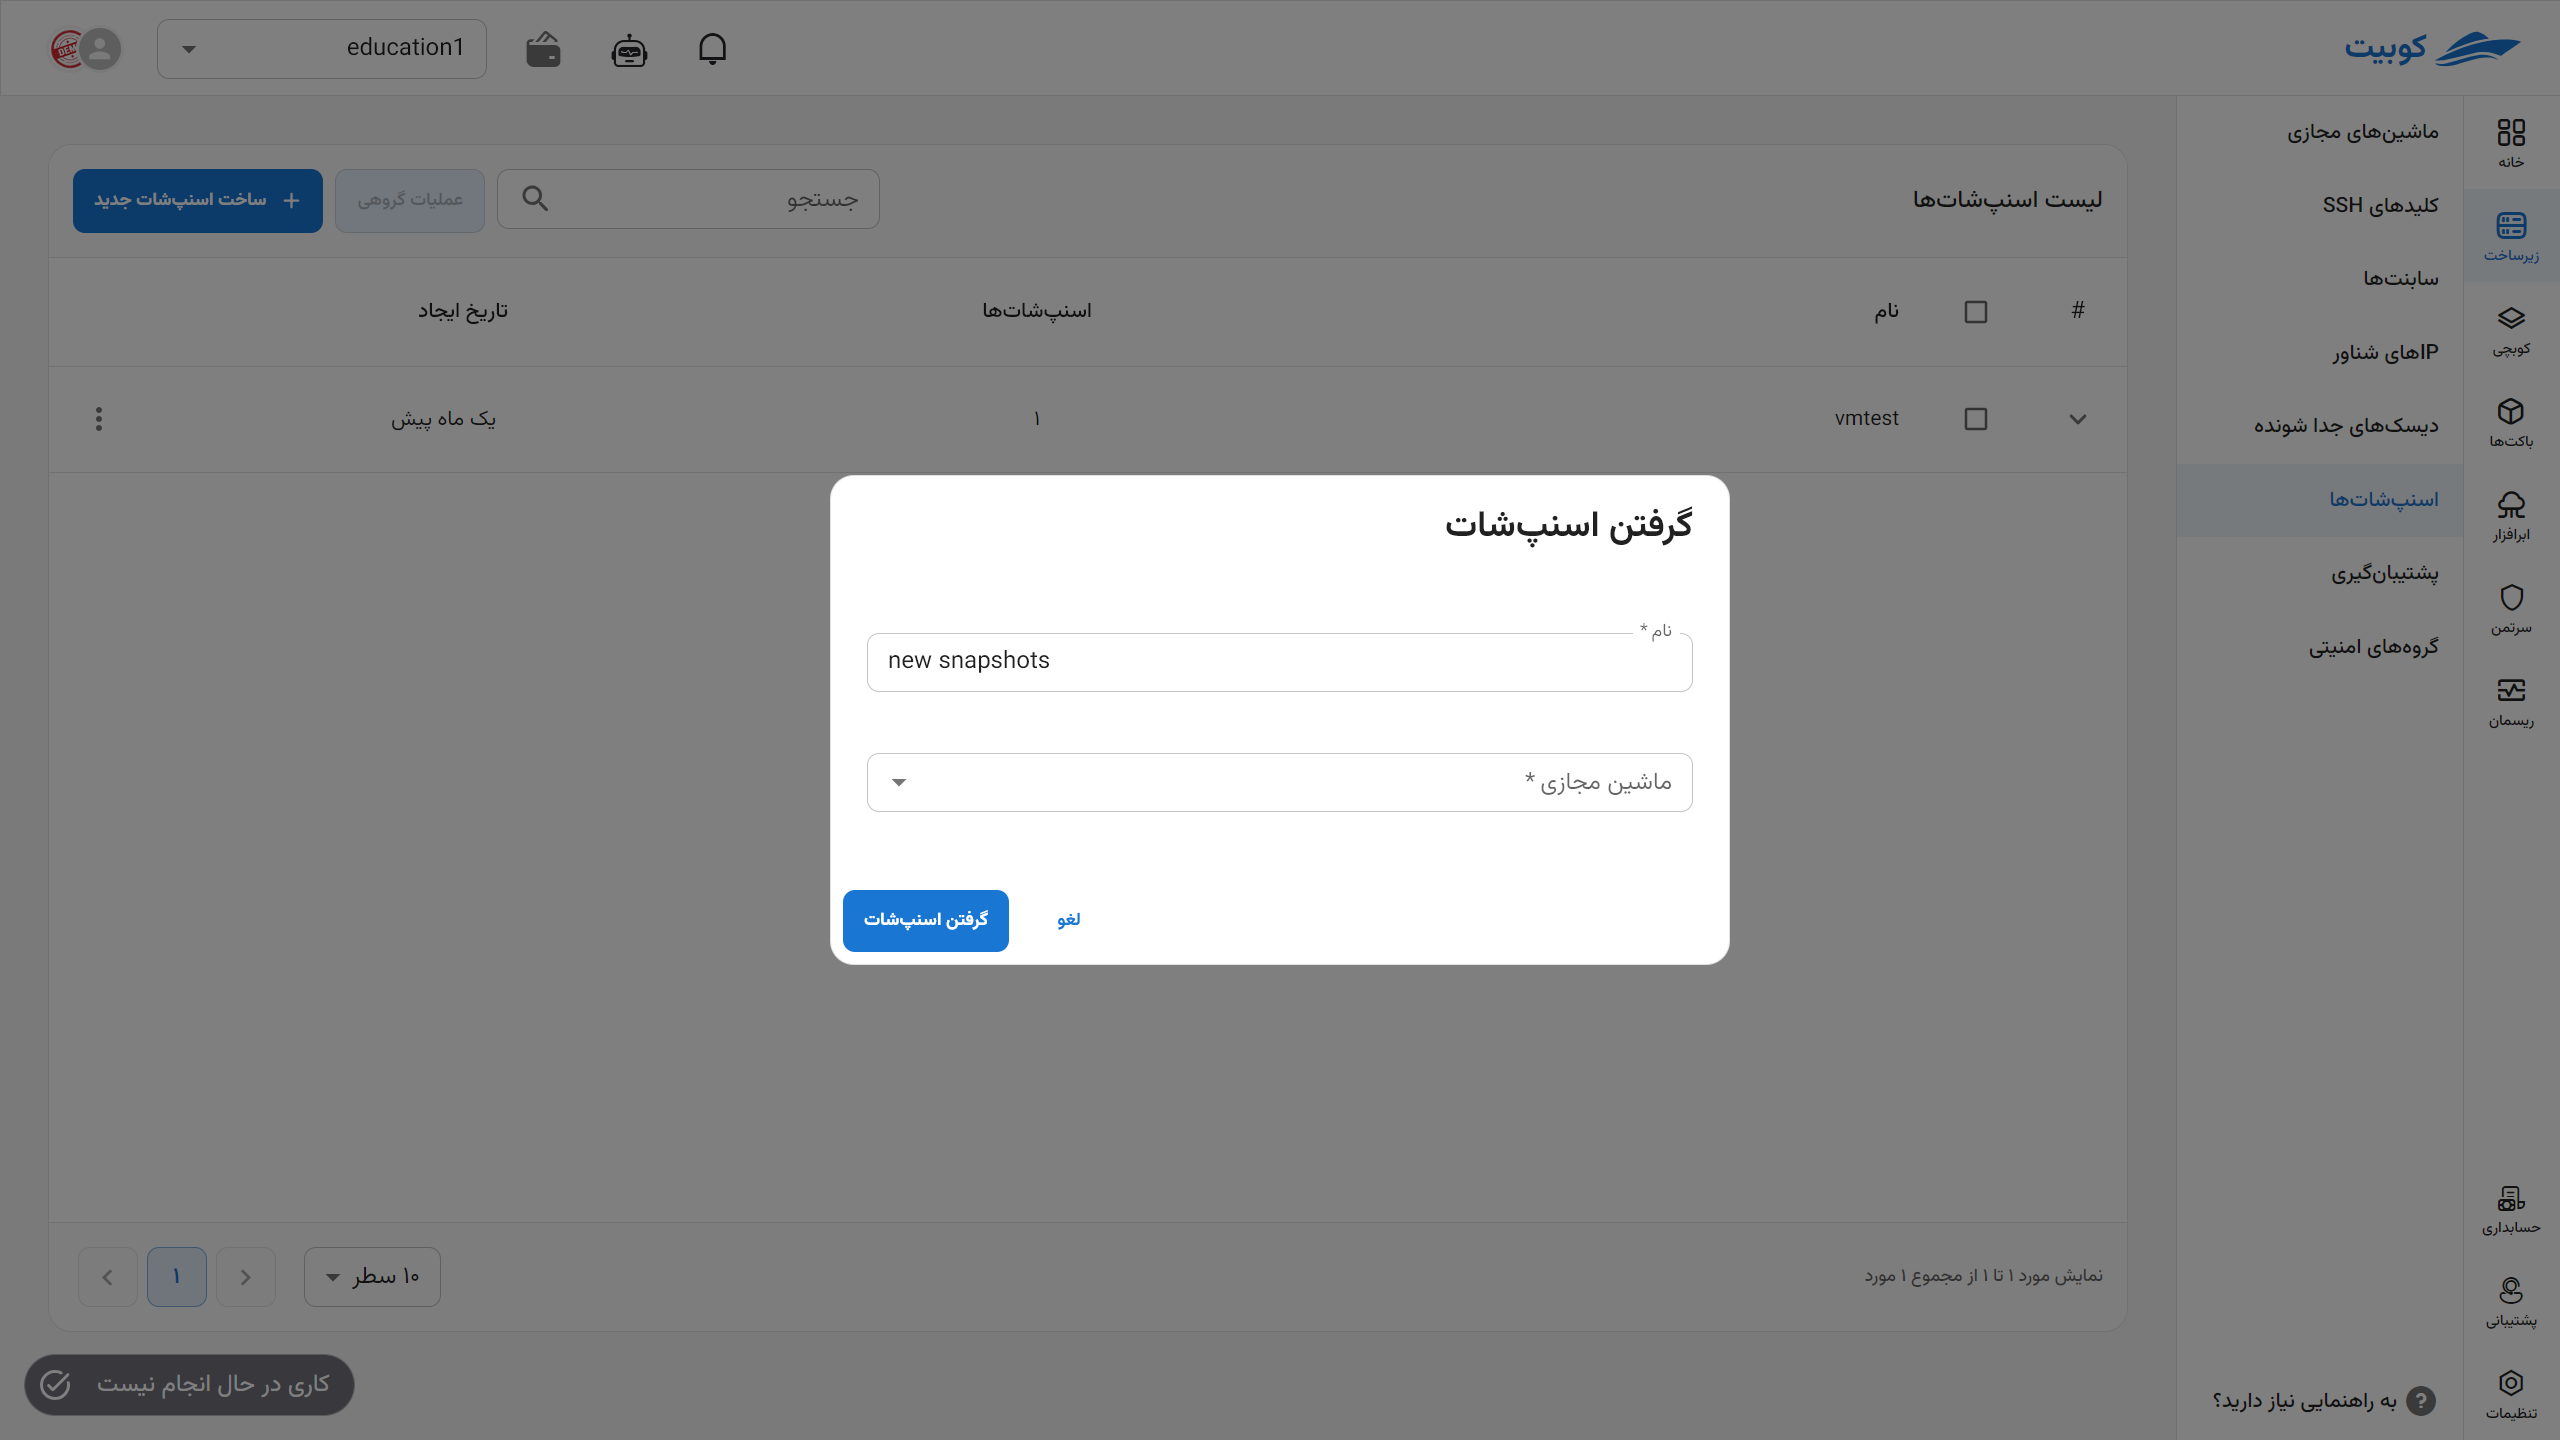 کوبیت
education1
خانه
زیرساخت
کوبچی
باکت‌ها
ابرافزار
سرتمن
ریسمان
حسابداری
پشتیبانی
تنظیمات
ماشین‌های مجازی
کلیدهای SSH
سابنت‌ها
IPهای شناور
دیسک‌های جدا شونده
اسنپ‌شات‌ها
پشتیبان‌گیری
گروه‌های امنیتی
به راهنمایی نیاز دارید؟
لیست اسنپ‌شات‌ها
جستجو
عملیات گروهی
ساخت اسنپ‌شات جدید +
# نام اسنپ‌شات‌ها تاریخ ایجاد
vmtest ۱ یک ماه پیش
گرفتن اسنپ‌شات
نام *
new snapshots
ماشین مجازی *
لغو
گرفتن اسنپ‌شات
نمایش مورد ۱ تا ۱ از مجموع ۱ مورد
۱۰ سطر
۱
کاری در حال انجام نیست